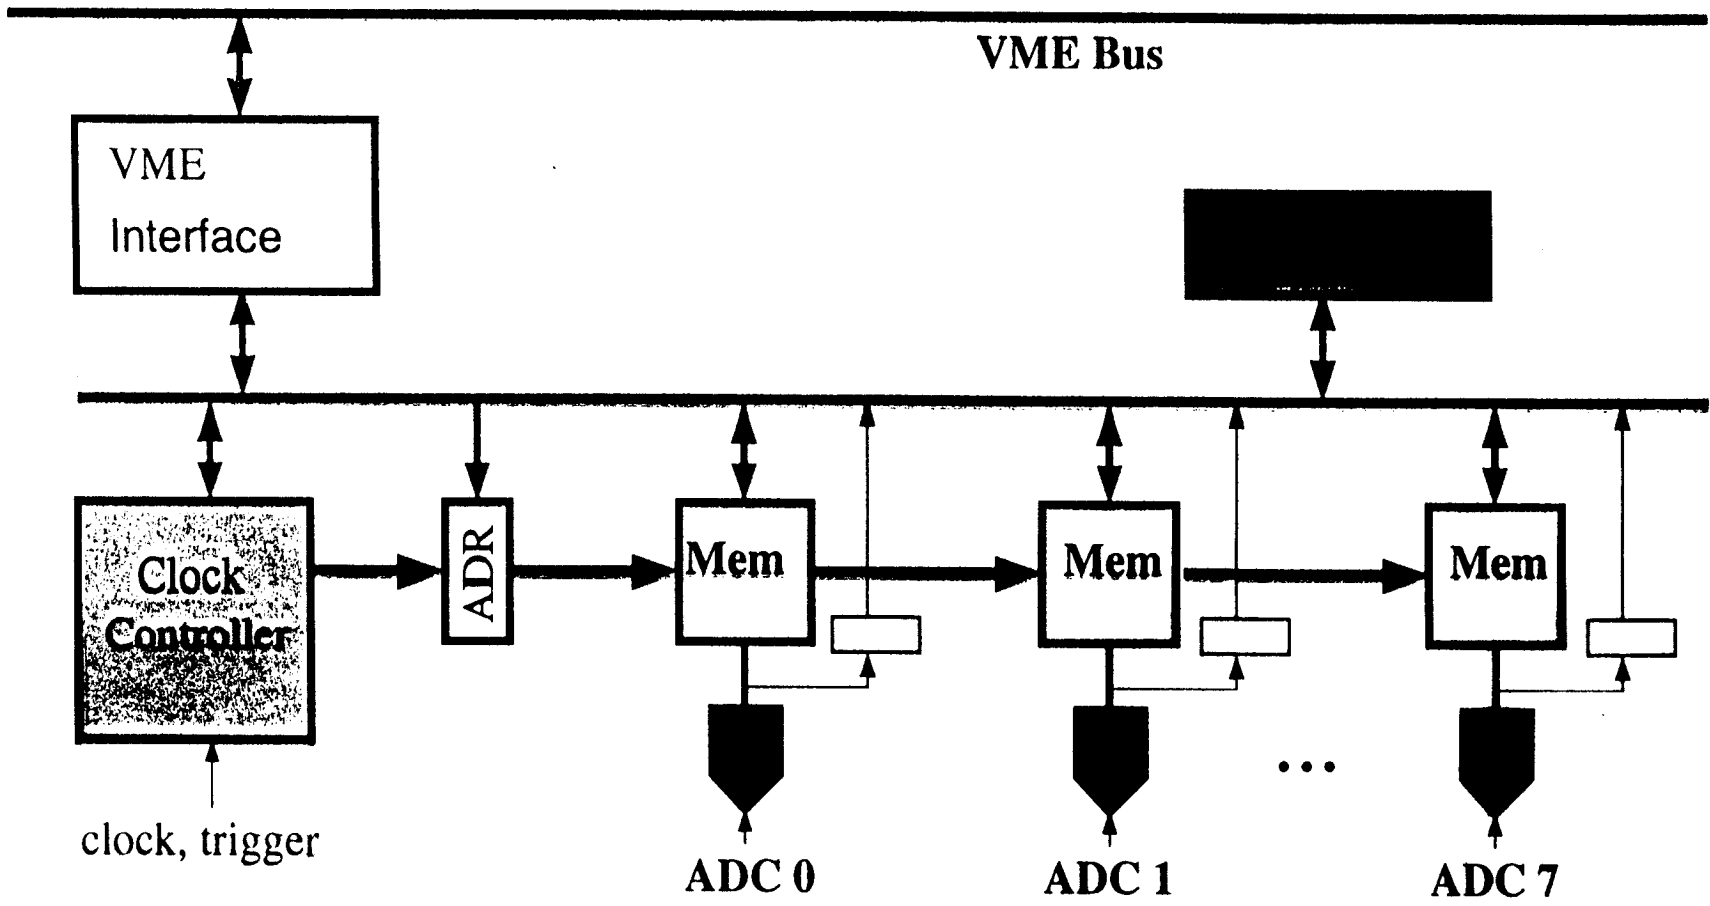 VME Bus
VME
Interface
Clock
Controller
ADR
Mem
Mem
Mem
clock, trigger
...
ADC 0
ADC 1
ADC 7